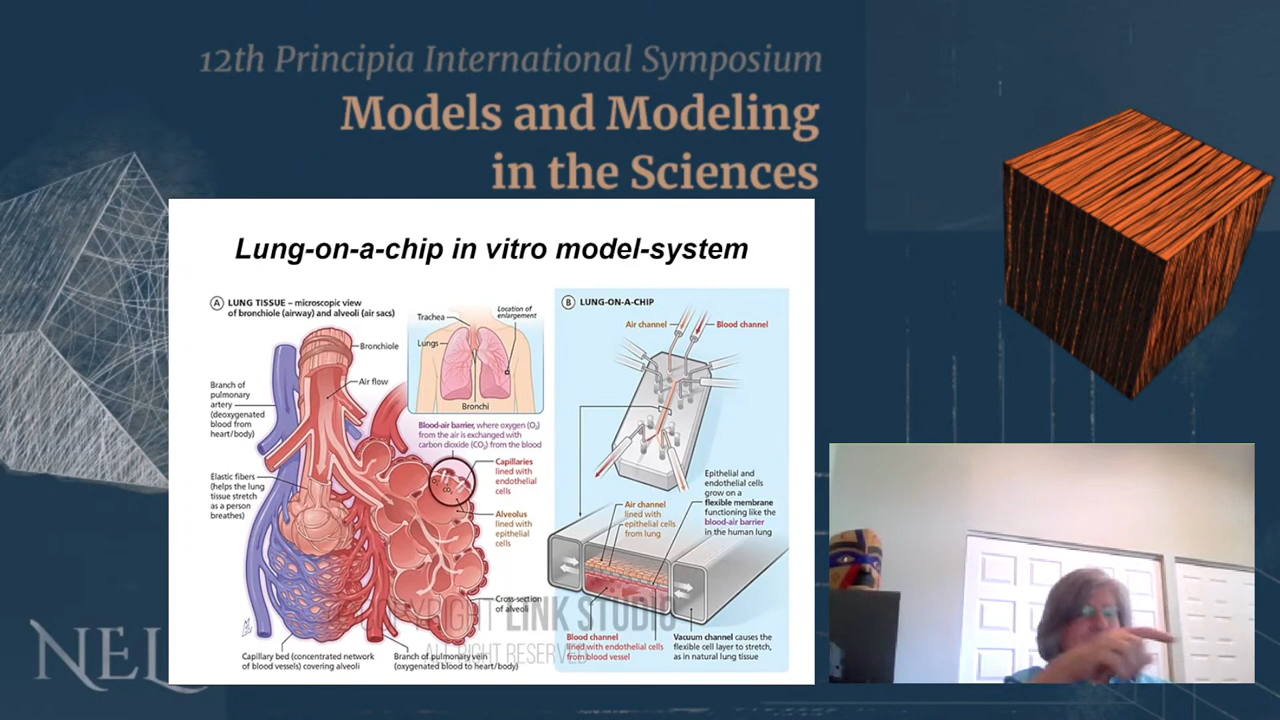 12th Principia International Symposium
Models and Modeling
in the Sciences
Lung-on-a-chip in vitro model-system
A LUNG TISSUE – microscopic view
of bronchiole (airway) and alveoli (air sacs)
Bronchiole
Air flow
Branch of
pulmonary
artery
(deoxygenated
blood from
heart/body)
Elastic fibers
(helps the lung
tissue stretch
as a person
breathes)
Trachea
Location of
enlargement
Lungs
Bronchi
Blood-air barrier, where oxygen (O₂)
from the air is exchanged with
carbon dioxide (CO₂) from the blood
O₂
CO₂
Capillaries
lined with
endothelial
cells
Alveolus
lined with
epithelial
cells
Cross-section
of alveoli
Capillary bed (concentrated network
of blood vessels) covering alveoli
Branch of pulmonary vein
(oxygenated blood to heart/body)
B LUNG-ON-A-CHIP
Air channel
Blood channel
Epithelial and
endothelial cells
grow on a
flexible membrane
functioning like the
blood-air barrier
in the human lung
Air channel
lined with
epithelial cells
from lung
Blood channel
lined with endothelial cells
from blood vessel
Vacuum channel causes the
flexible cell layer to stretch,
as in natural lung tissue
LINK STUDIO
RESERVED
NEL